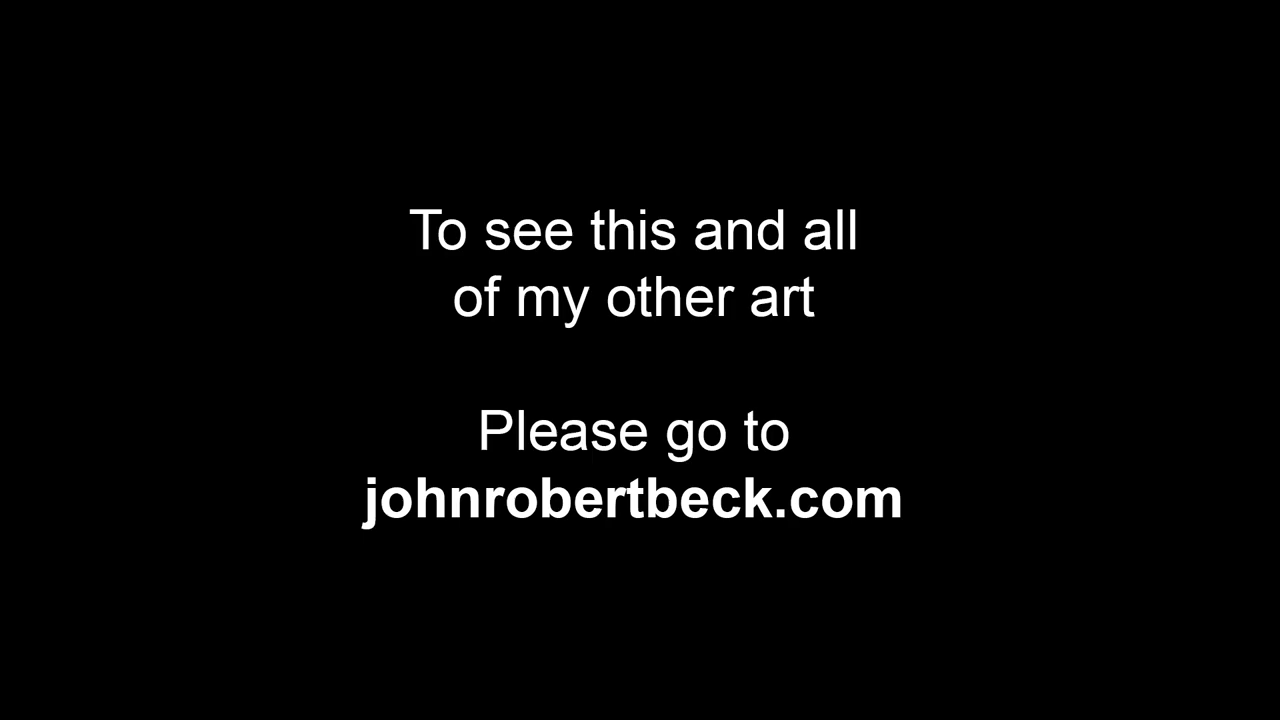 To see this and all
of my other art
Please go to
johnrobertbeck.com